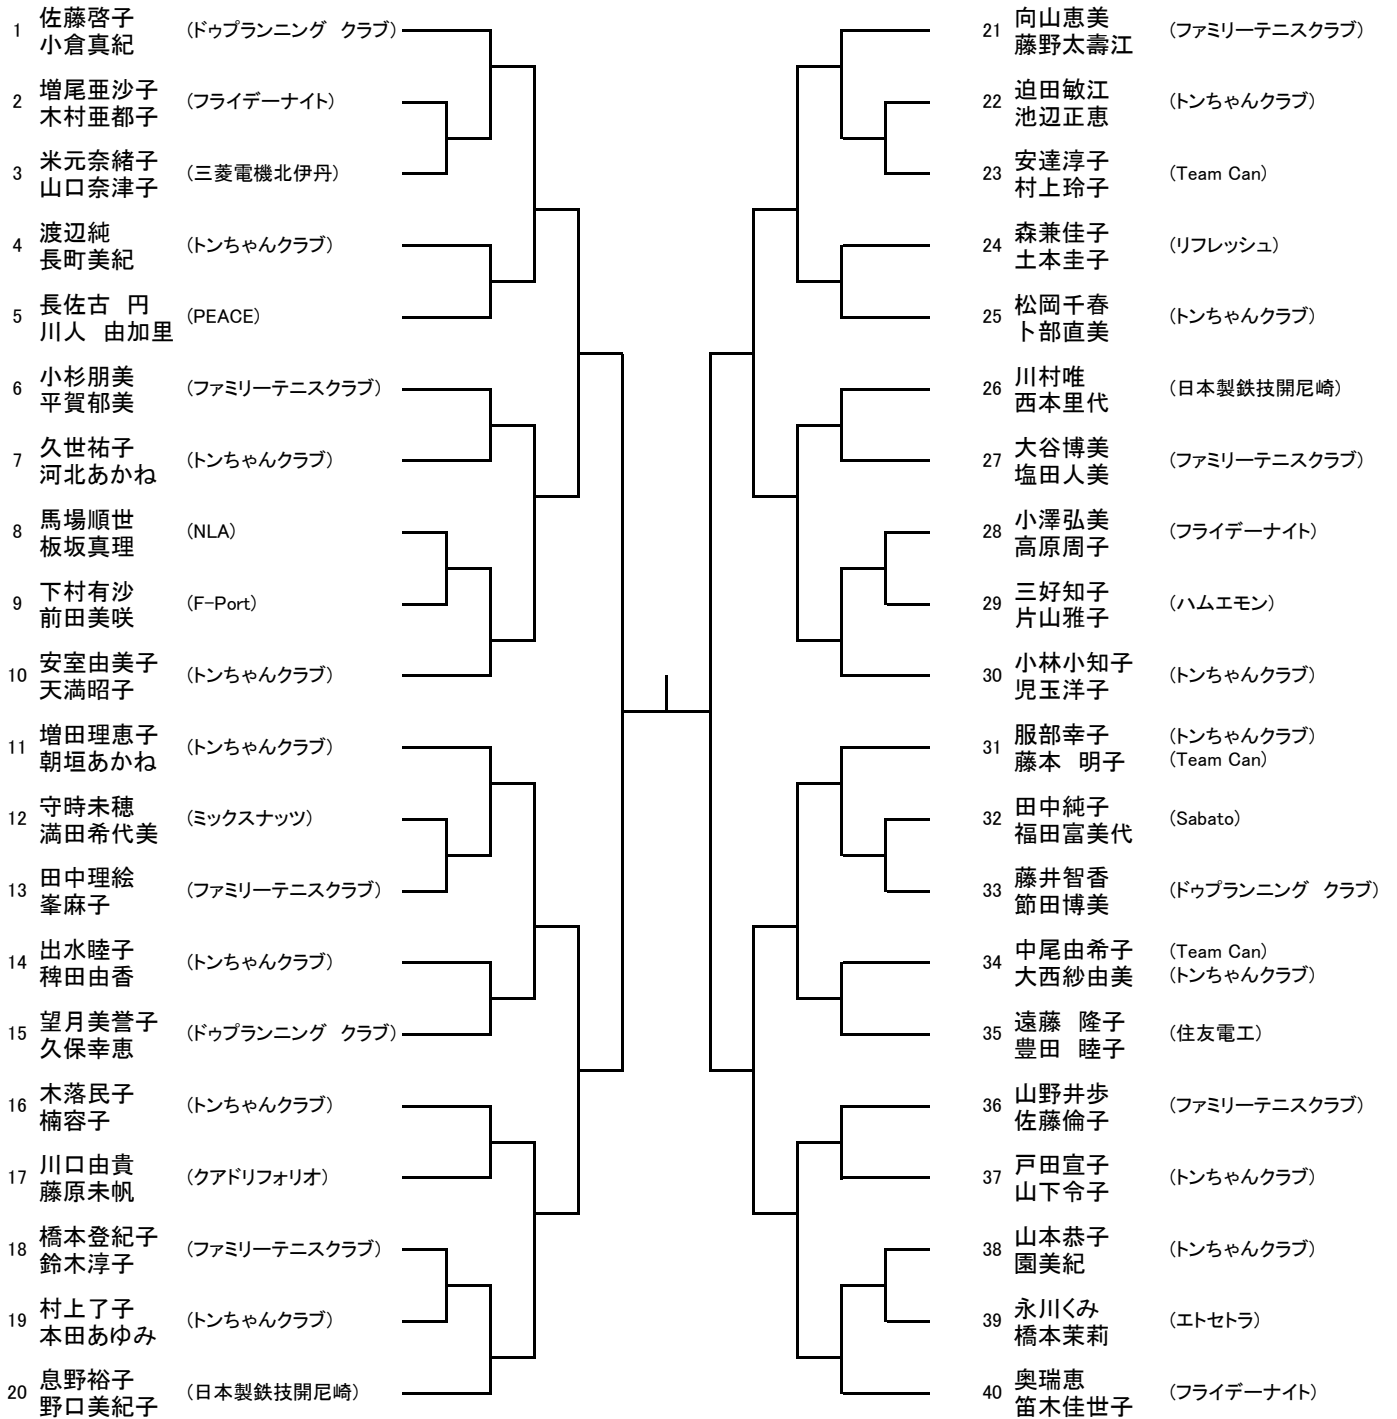 1 佐藤啓子 (ドゥプランニング　クラブ)
小倉真紀
2 増尾亜沙子 (フライデーナイト)
木村亜都子
3 米元奈緒子 (三菱電機北伊丹)
山口奈津子
4 渡辺純 (トンちゃんクラブ)
長町美紀
5 長佐古　円 (PEACE)
川人　由加里
6 小杉朋美 (ファミリーテニスクラブ)
平賀郁美
7 久世祐子 (トンちゃんクラブ)
河北あかね
8 馬場順世 (NLA)
板坂真理
9 下村有沙 (F-Port)
前田美咲
10 安室由美子 (トンちゃんクラブ)
天満昭子
11 増田理恵子 (トンちゃんクラブ)
朝垣あかね
12 守時未穂 (ミックスナッツ)
満田希代美
13 田中理絵 (ファミリーテニスクラブ)
峯麻子
14 出水睦子 (トンちゃんクラブ)
稗田由香
15 望月美誉子 (ドゥプランニング　クラブ)
久保幸恵
16 木落民子 (トンちゃんクラブ)
楠容子
17 川口由貴 (クアドリフォリオ)
藤原未帆
18 橋本登紀子 (ファミリーテニスクラブ)
鈴木淳子
19 村上了子 (トンちゃんクラブ)
本田あゆみ
20 息野裕子 (日本製鉄技開尼崎)
野口美紀子
21 向山恵美 (ファミリーテニスクラブ)
藤野太壽江
22 迫田敏江 (トンちゃんクラブ)
池辺正恵
23 安達淳子 (Team Can)
村上玲子
24 森兼佳子 (リフレッシュ)
土本圭子
25 松岡千春 (トンちゃんクラブ)
卜部直美
26 川村唯 (日本製鉄技開尼崎)
西本里代
27 大谷博美 (ファミリーテニスクラブ)
塩田人美
28 小澤弘美 (フライデーナイト)
高原周子
29 三好知子 (ハムエモン)
片山雅子
30 小林小知子 (トンちゃんクラブ)
児玉洋子
31 服部幸子 (トンちゃんクラブ)
藤本　明子 (Team Can)
32 田中純子 (Sabato)
福田富美代
33 藤井智香 (ドゥプランニング　クラブ)
節田博美
34 中尾由希子 (Team Can)
大西紗由美 (トンちゃんクラブ)
35 遠藤　隆子 (住友電工)
豊田　睦子
36 山野井歩 (ファミリーテニスクラブ)
佐藤倫子
37 戸田宣子 (トンちゃんクラブ)
山下令子
38 山本恭子 (トンちゃんクラブ)
園美紀
39 永川くみ (エトセトラ)
橋本茉莉
40 奥瑞恵 (フライデーナイト)
笛木佳世子